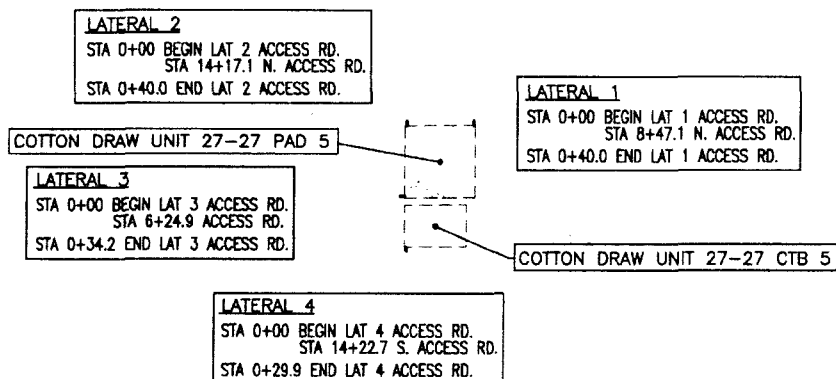 LATERAL 2
STA 0+00 BEGIN LAT 2 ACCESS RD.
STA 14+17.1 N. ACCESS RD.
STA 0+40.0 END LAT 2 ACCESS RD.
LATERAL 1
STA 0+00 BEGIN LAT 1 ACCESS RD.
STA 8+47.1 N. ACCESS RD.
STA 0+40.0 END LAT 1 ACCESS RD.
COTTON DRAW UNIT 27-27 PAD 5
LATERAL 3
STA 0+00 BEGIN LAT 3 ACCESS RD.
STA 6+24.9 ACCESS RD.
STA 0+34.2 END LAT 3 ACCESS RD.
COTTON DRAW UNIT 27-27 CTB 5
LATERAL 4
STA 0+00 BEGIN LAT 4 ACCESS RD.
STA 14+22.7 S. ACCESS RD.
STA 0+29.9 END LAT 4 ACCESS RD.